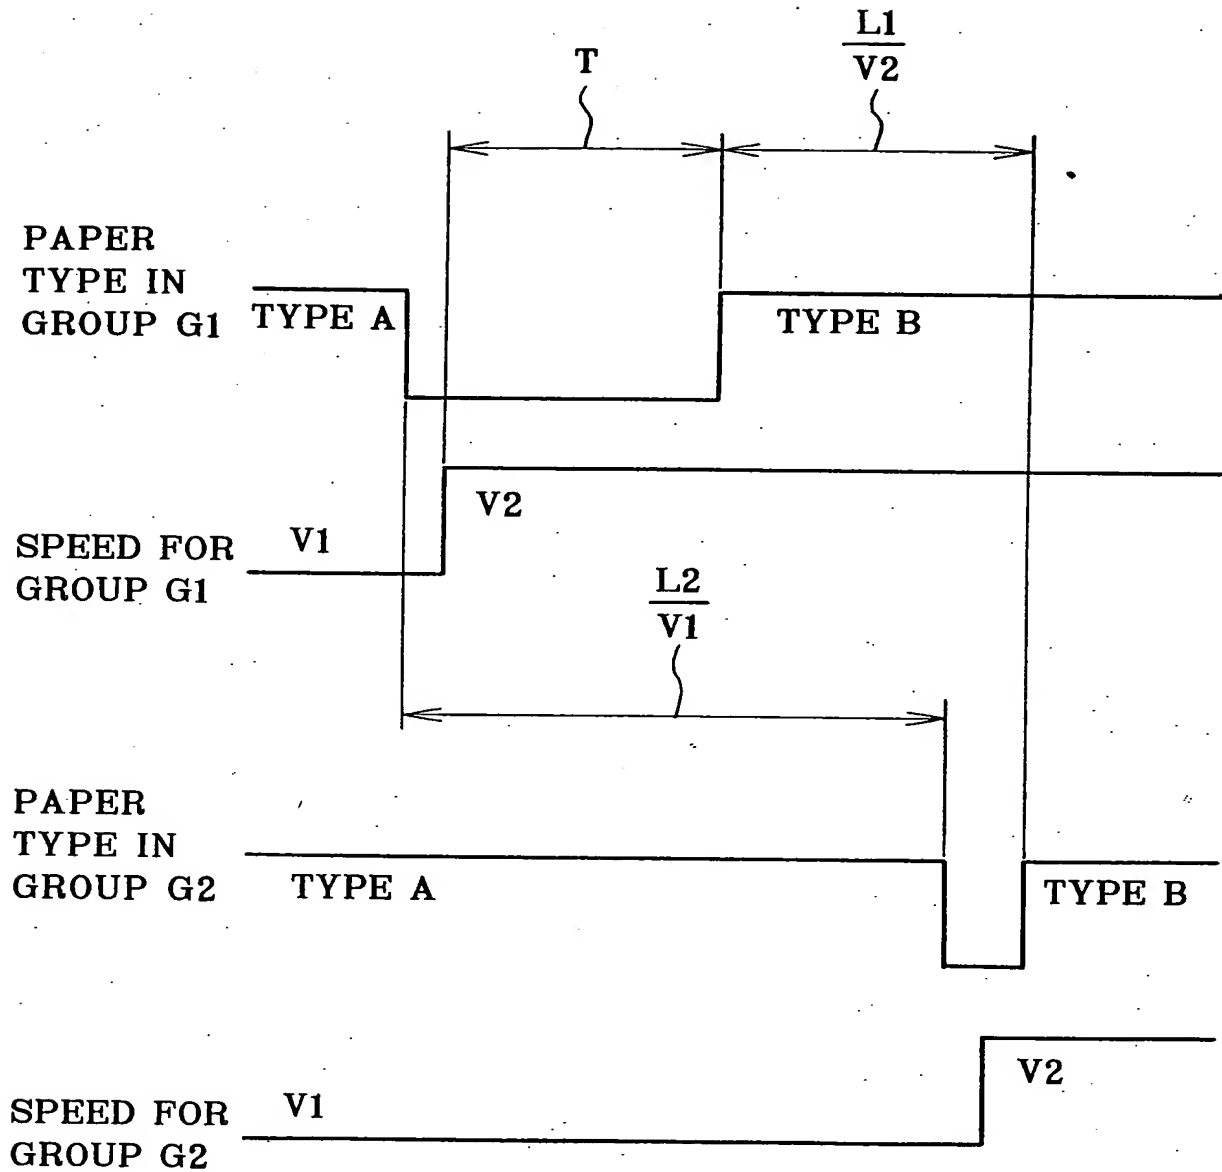 L1
V2
T
PAPER
TYPE IN
GROUP G1
TYPE A
TYPE B
V2
V1
SPEED FOR
GROUP G1
L2
V1
PAPER
TYPE IN
GROUP G2
TYPE A
TYPE B
V2
V1
SPEED FOR
GROUP G2